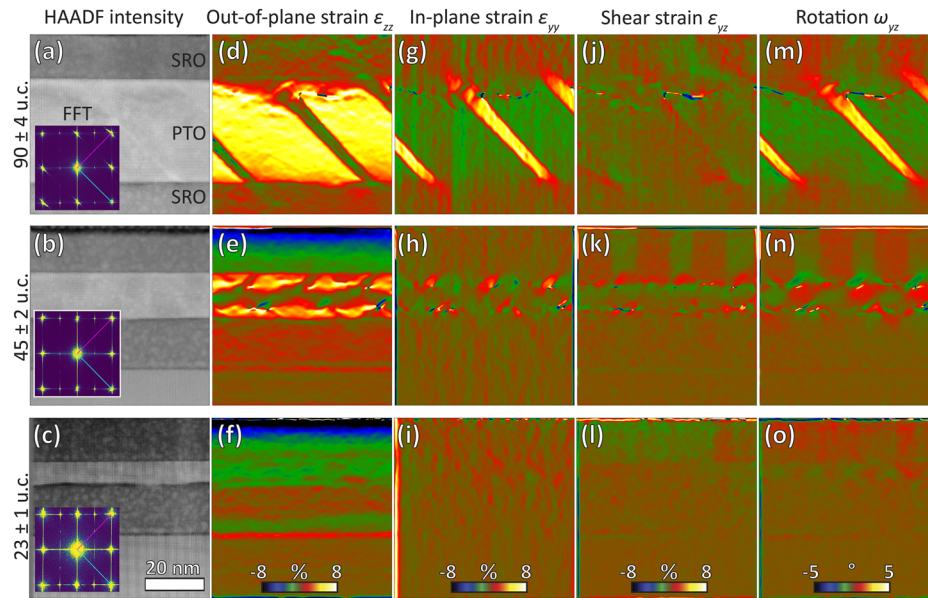 HAADF intensity
Out-of-plane strain εzz
In-plane strain εyy
Shear strain εyz
Rotation ωyz
90 ± 4 u.c.
(a)
SRO
FFT
PTO
SRO
(d)
(g)
(j)
(m)
45 ± 2 u.c.
(b)
(e)
(h)
(k)
(n)
23 ± 1 u.c.
(c)
20 nm
(f)
-8 % 8
(i)
-8 % 8
(l)
-8 % 8
(o)
-5 ° 5